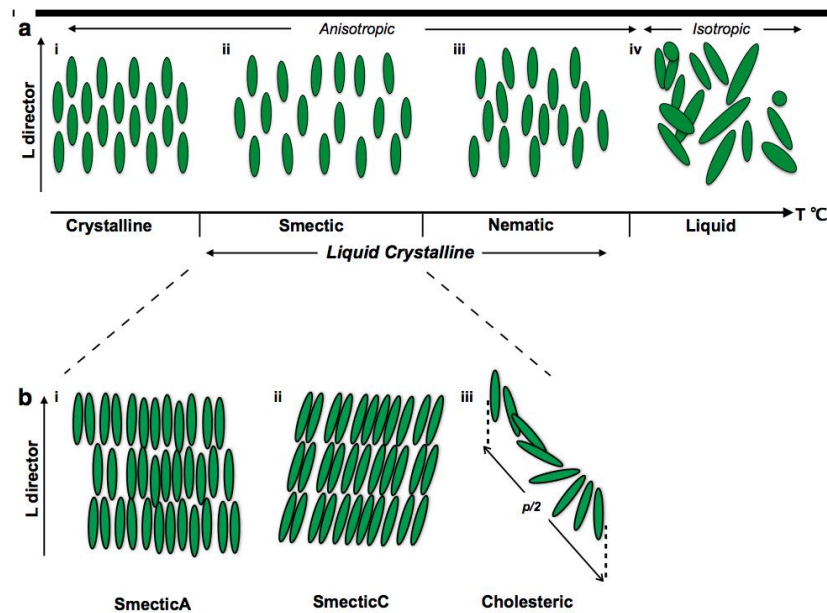 a
Anisotropic
Isotropic
i
ii
iii
iv
L director
T °C
Crystalline
Smectic
Nematic
Liquid
Liquid Crystalline
b
i
ii
iii
L director
p/2
SmecticA
SmecticC
Cholesteric